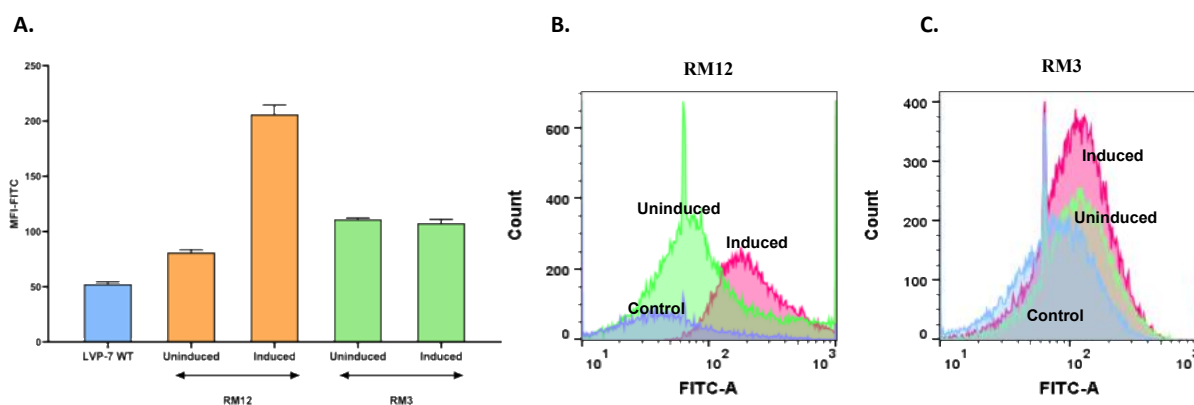 A.
250
200
150
100
50
0
MFI-FITC
LVP-7 WT
Uninduced
Induced
Uninduced
Induced
RM12
RM3
B.
RM12
600
400
200
0
Count
Uninduced
Induced
Control
10^1
10^2
10^3
FITC-A
C.
RM3
400
300
200
100
0
Count
Induced
Uninduced
Control
10^1
10^2
10^3
FITC-A